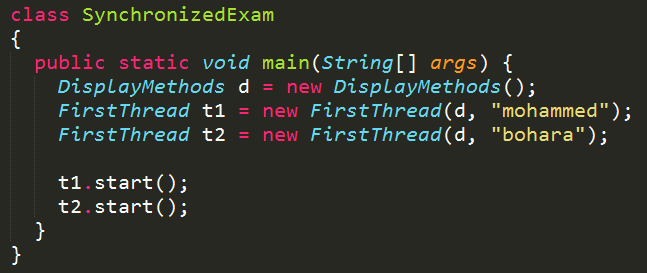 class SynchronizedExam
{
  public static void main(String[] args) {
    DisplayMethods d = new DisplayMethods();
    FirstThread t1 = new FirstThread(d, "mohammed");
    FirstThread t2 = new FirstThread(d, "bohara");

    t1.start();
    t2.start();
  }
}